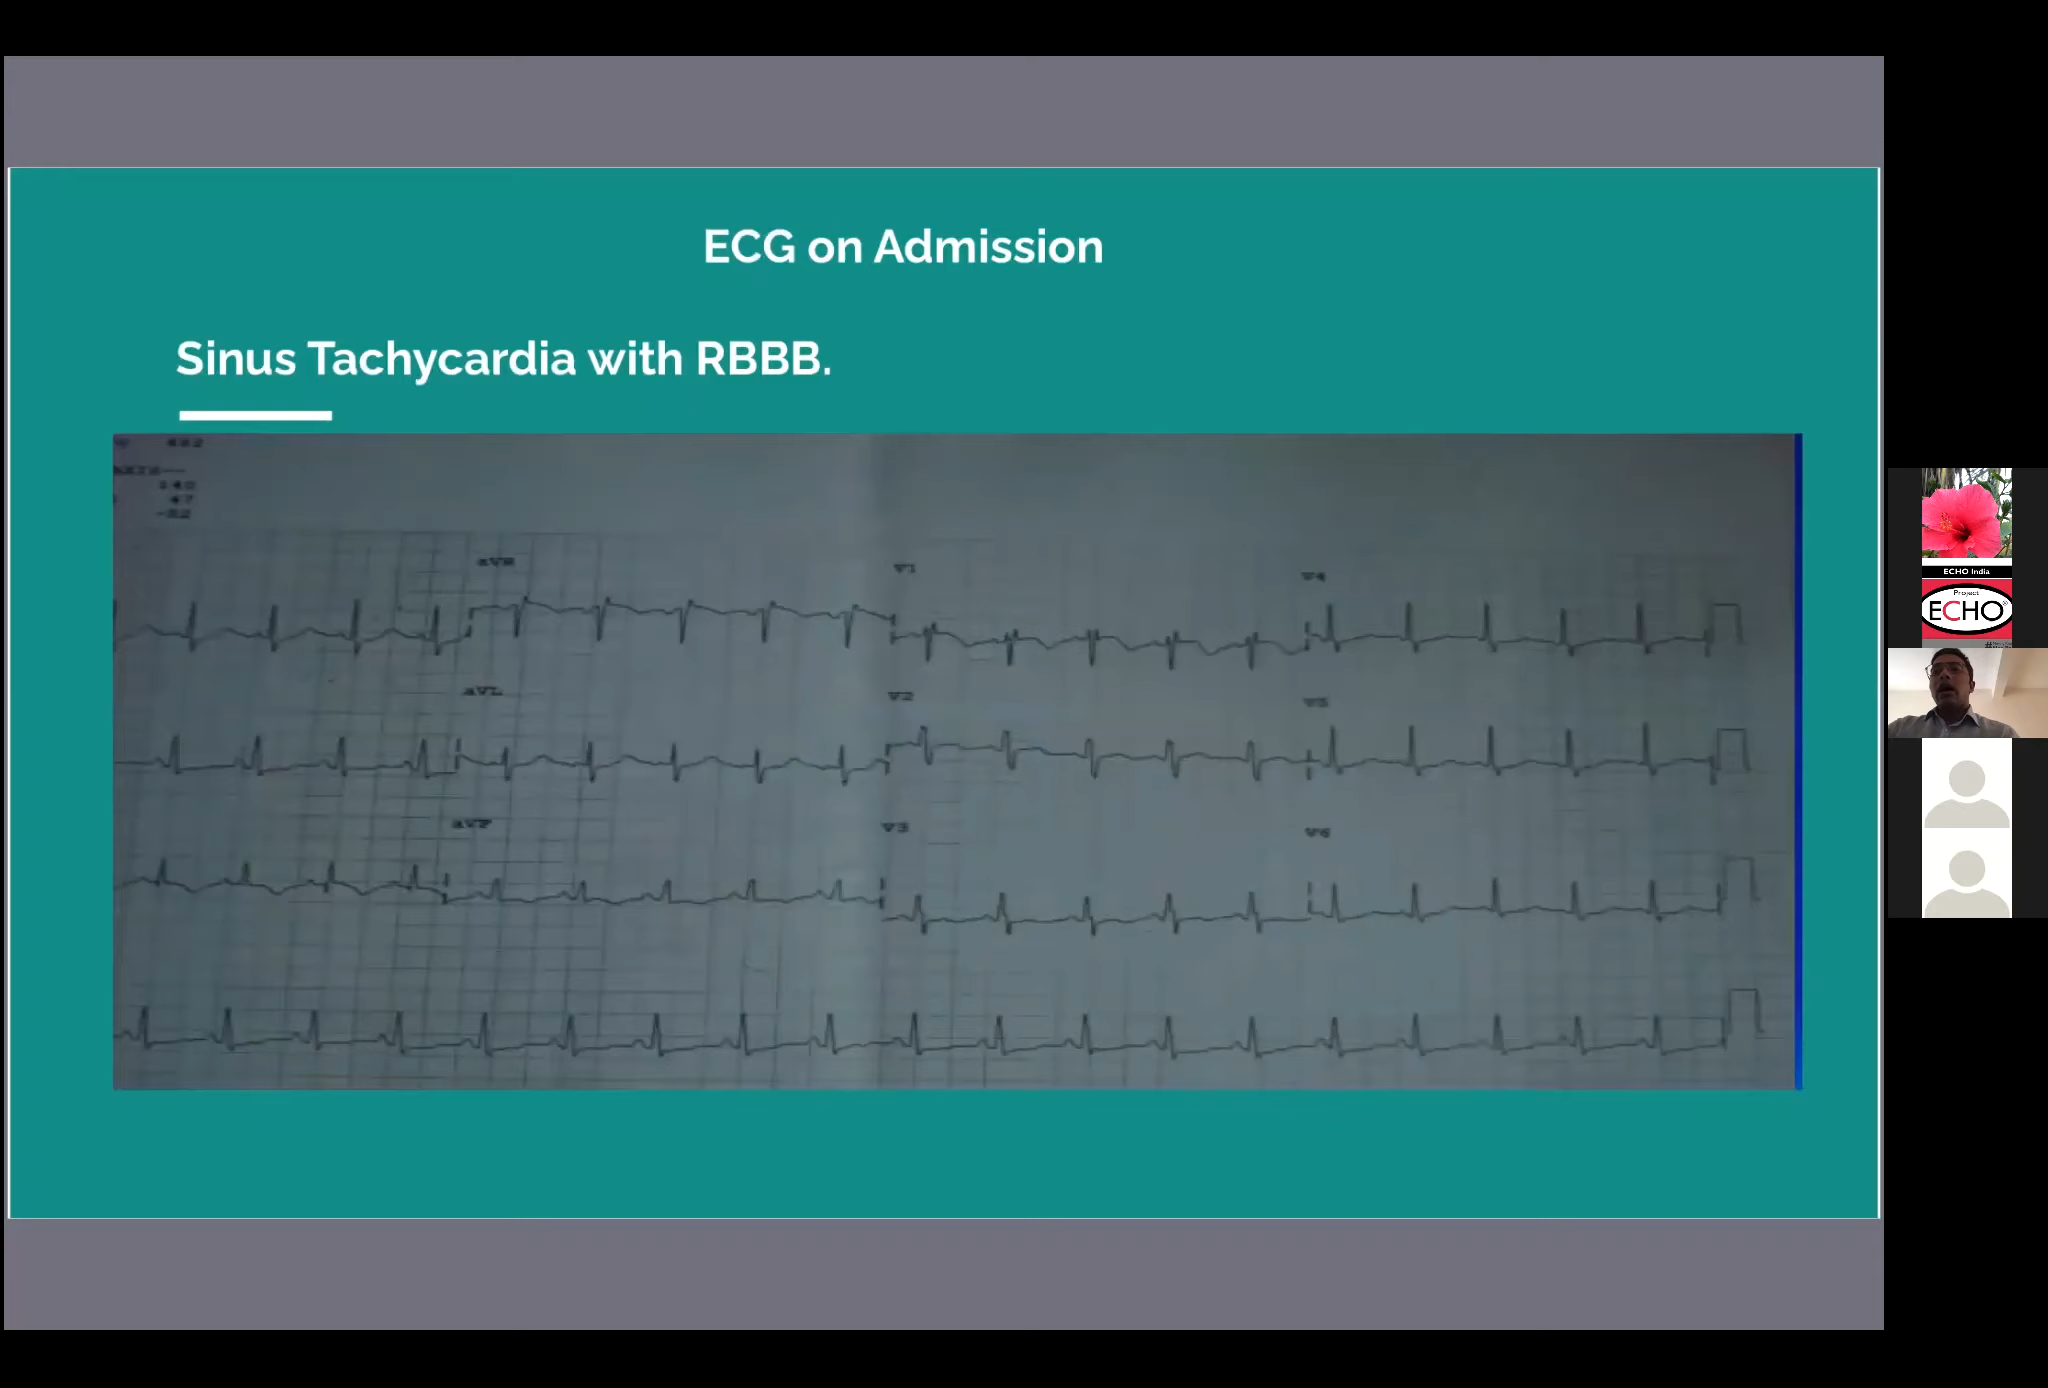 ECG on Admission
Sinus Tachycardia with RBBB.
aVR
V1
V4
aVL
V2
V5
aVF
V3
V6
ECHO India
Project
ECHO